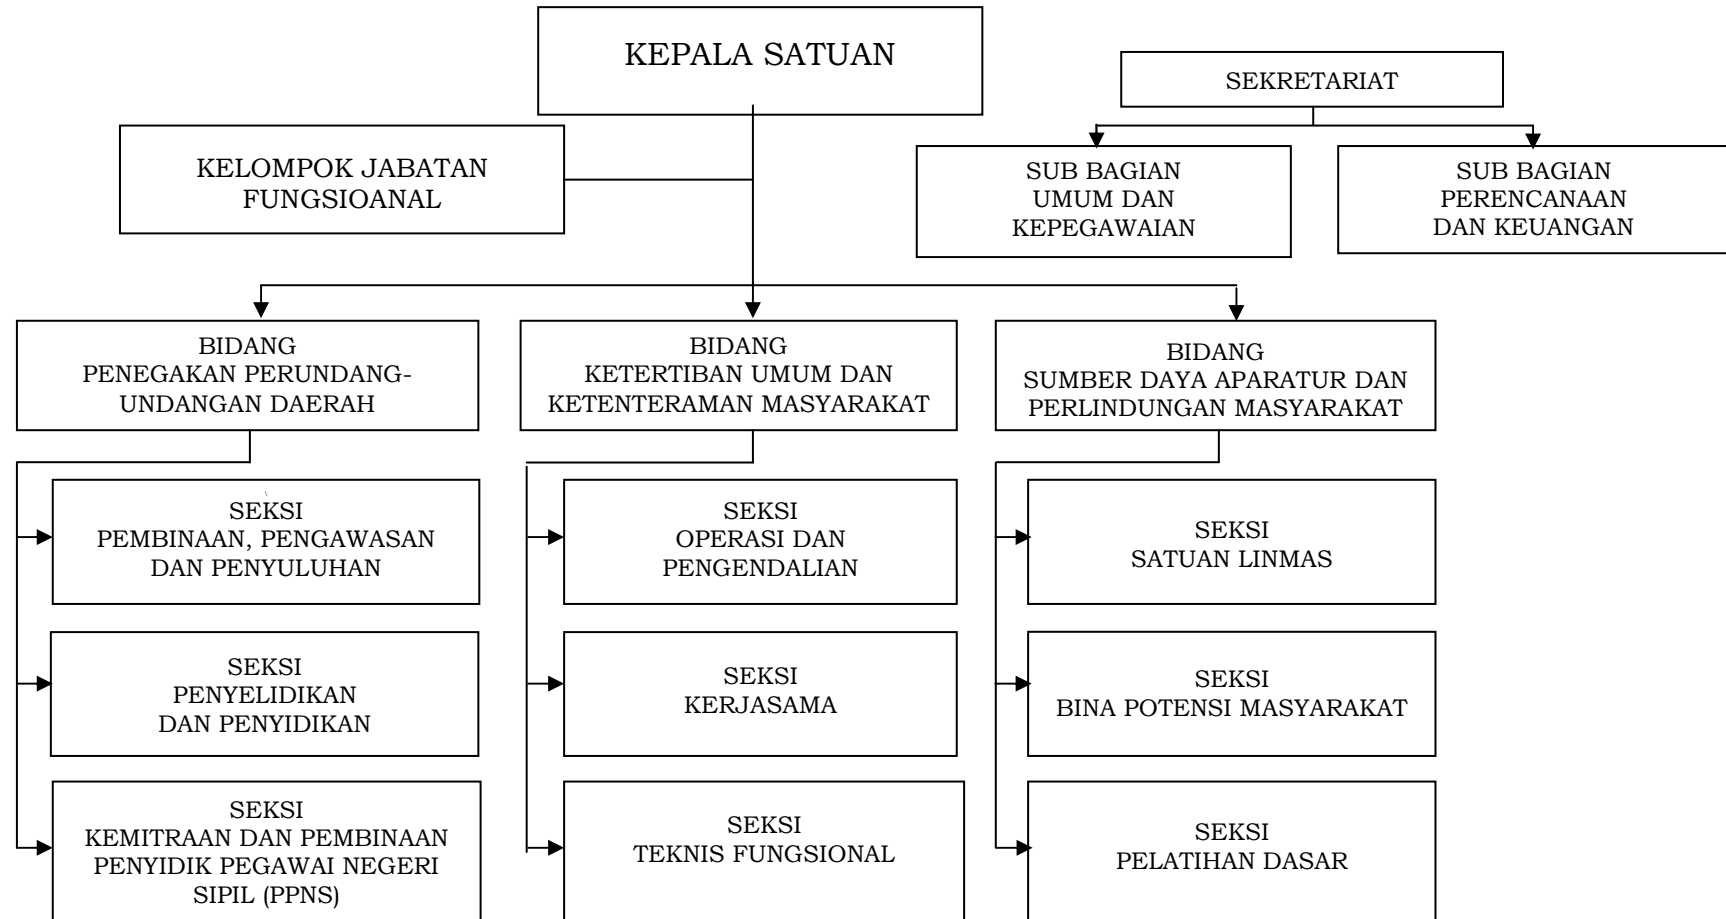 KEPALA SATUAN
SEKRETARIAT
KELOMPOK JABATAN
FUNGSIOANAL
SUB BAGIAN
UMUM DAN
KEPEGAWAIAN
SUB BAGIAN
PERENCANAAN
DAN KEUANGAN
BIDANG
PENEGAKAN PERUNDANG-
UNDANGAN DAERAH
BIDANG
KETERTIBAN UMUM DAN
KETENTERAMAN MASYARAKAT
BIDANG
SUMBER DAYA APARATUR DAN
PERLINDUNGAN MASYARAKAT
SEKSI
PEMBINAAN, PENGAWASAN
DAN PENYULUHAN
SEKSI
OPERASI DAN
PENGENDALIAN
SEKSI
SATUAN LINMAS
SEKSI
PENYELIDIKAN
DAN PENYIDIKAN
SEKSI
KERJASAMA
SEKSI
BINA POTENSI MASYARAKAT
SEKSI
KEMITRAAN DAN PEMBINAAN
PENYIDIK PEGAWAI NEGERI
SIPIL (PPNS)
SEKSI
TEKNIS FUNGSIONAL
SEKSI
PELATIHAN DASAR